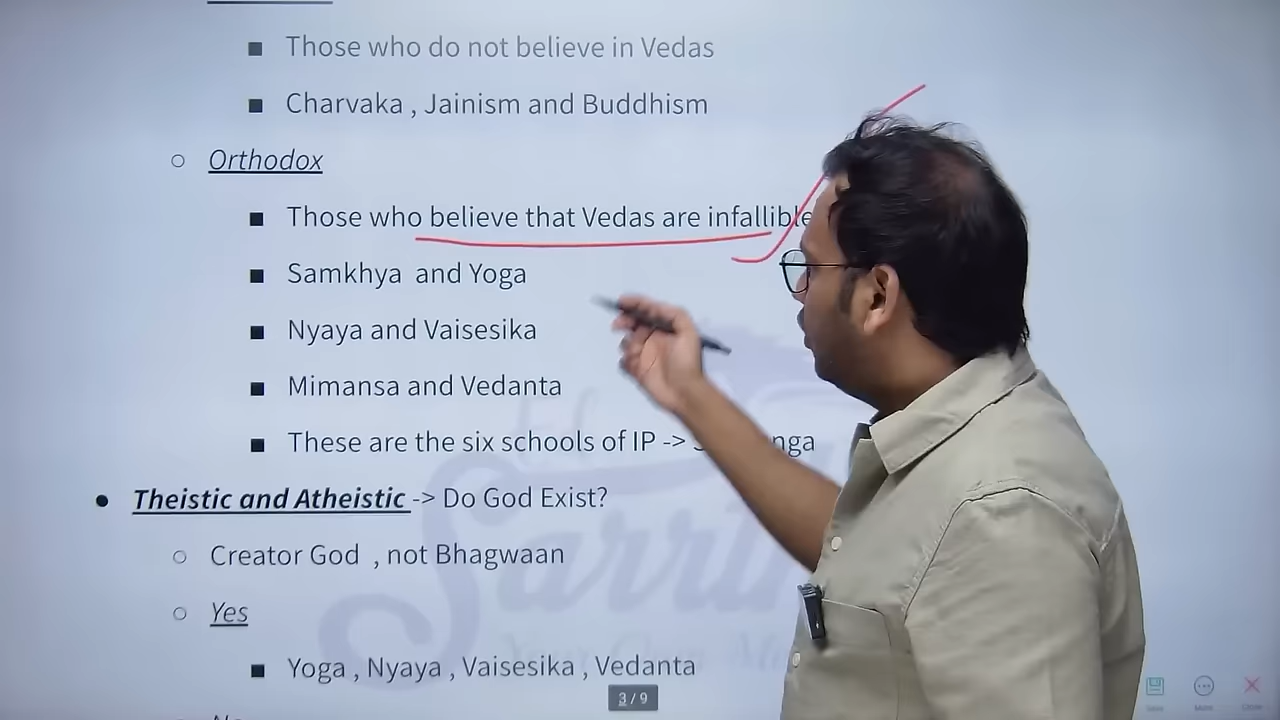 Those who do not believe in Vedas
Charvaka , Jainism and Buddhism
Orthodox
Those who believe that Vedas are infallible
Samkhya and Yoga
Nyaya and Vaisesika
Mimansa and Vedanta
These are the six schools of IP ->
Theistic and Atheistic -> Do God Exist?
Creator God , not Bhagwaan
Yes
Yoga , Nyaya , Vaisesika , Vedanta
3 / 9